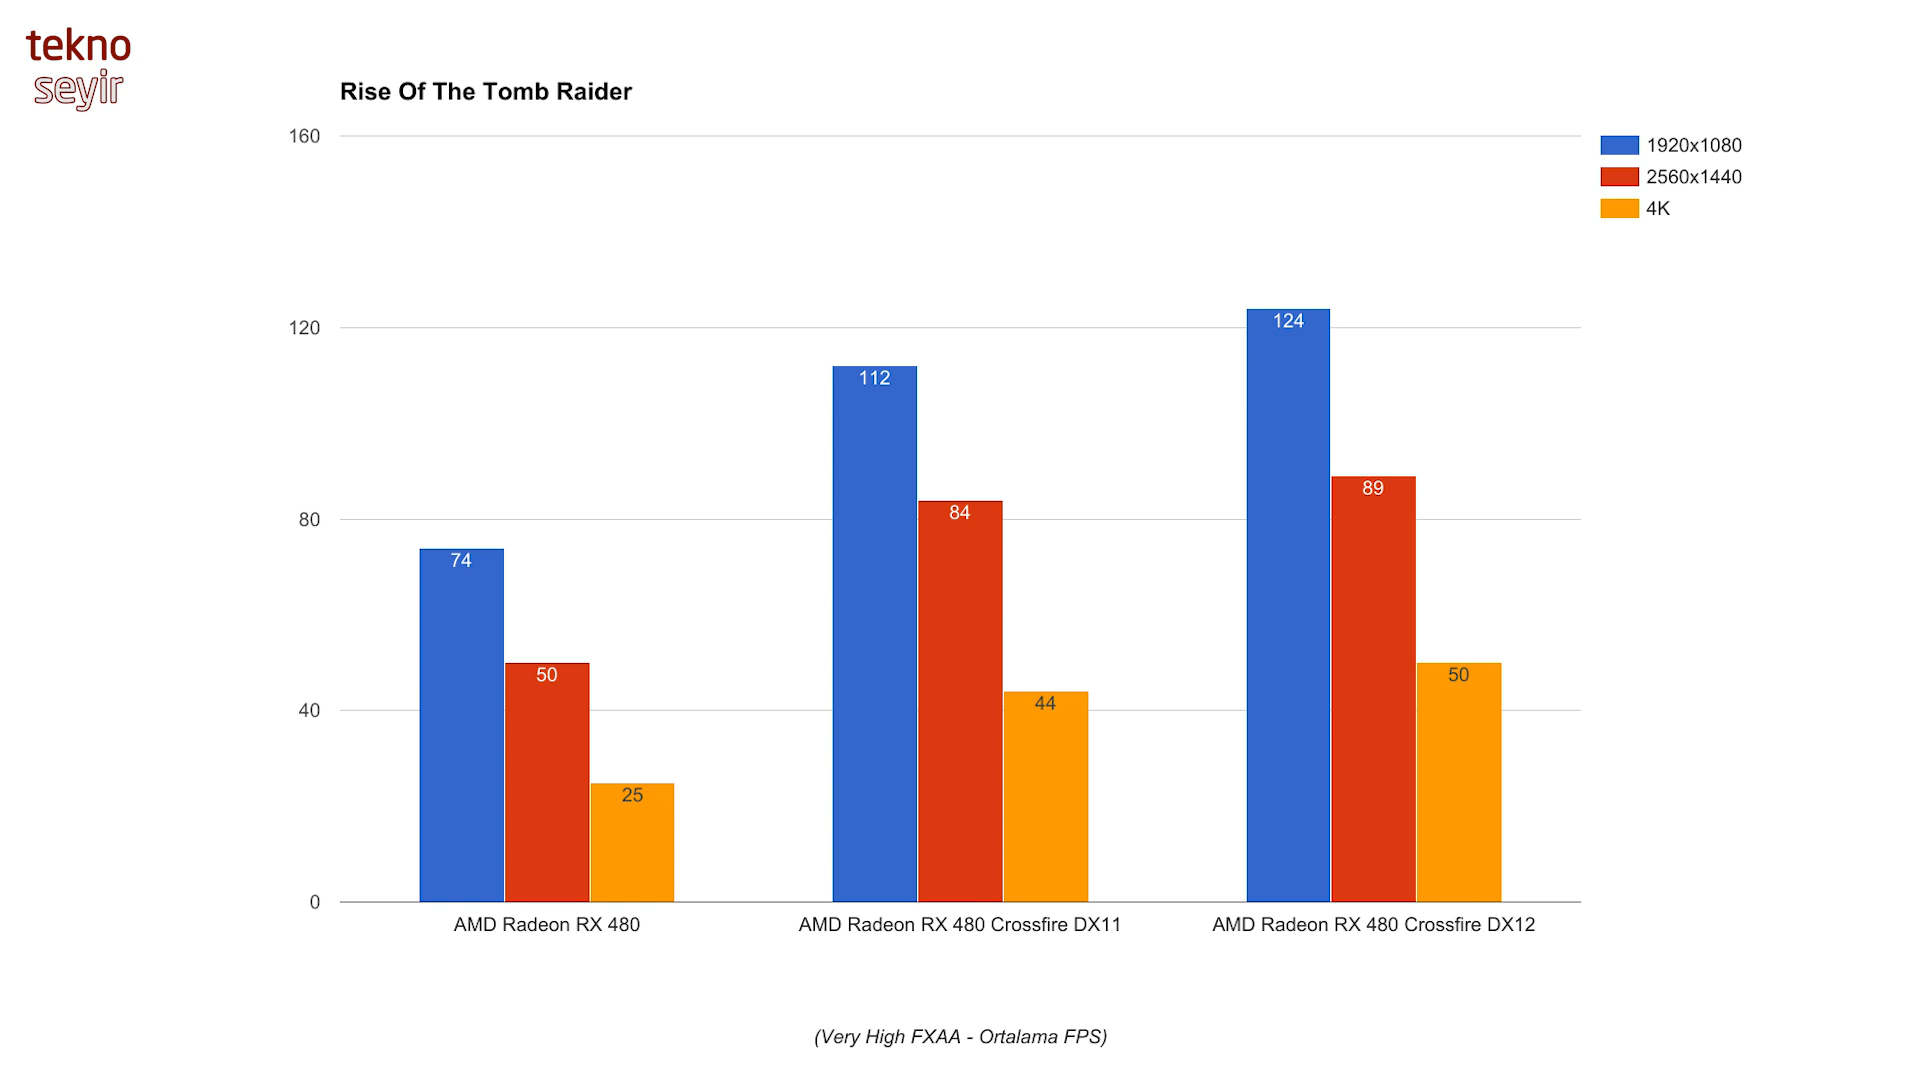 tekno
seyir
Rise Of The Tomb Raider
160
120
80
40
0
1920x1080
2560x1440
4K
74
50
25
112
84
44
124
89
50
AMD Radeon RX 480
AMD Radeon RX 480 Crossfire DX11
AMD Radeon RX 480 Crossfire DX12
(Very High FXAA - Ortalama FPS)